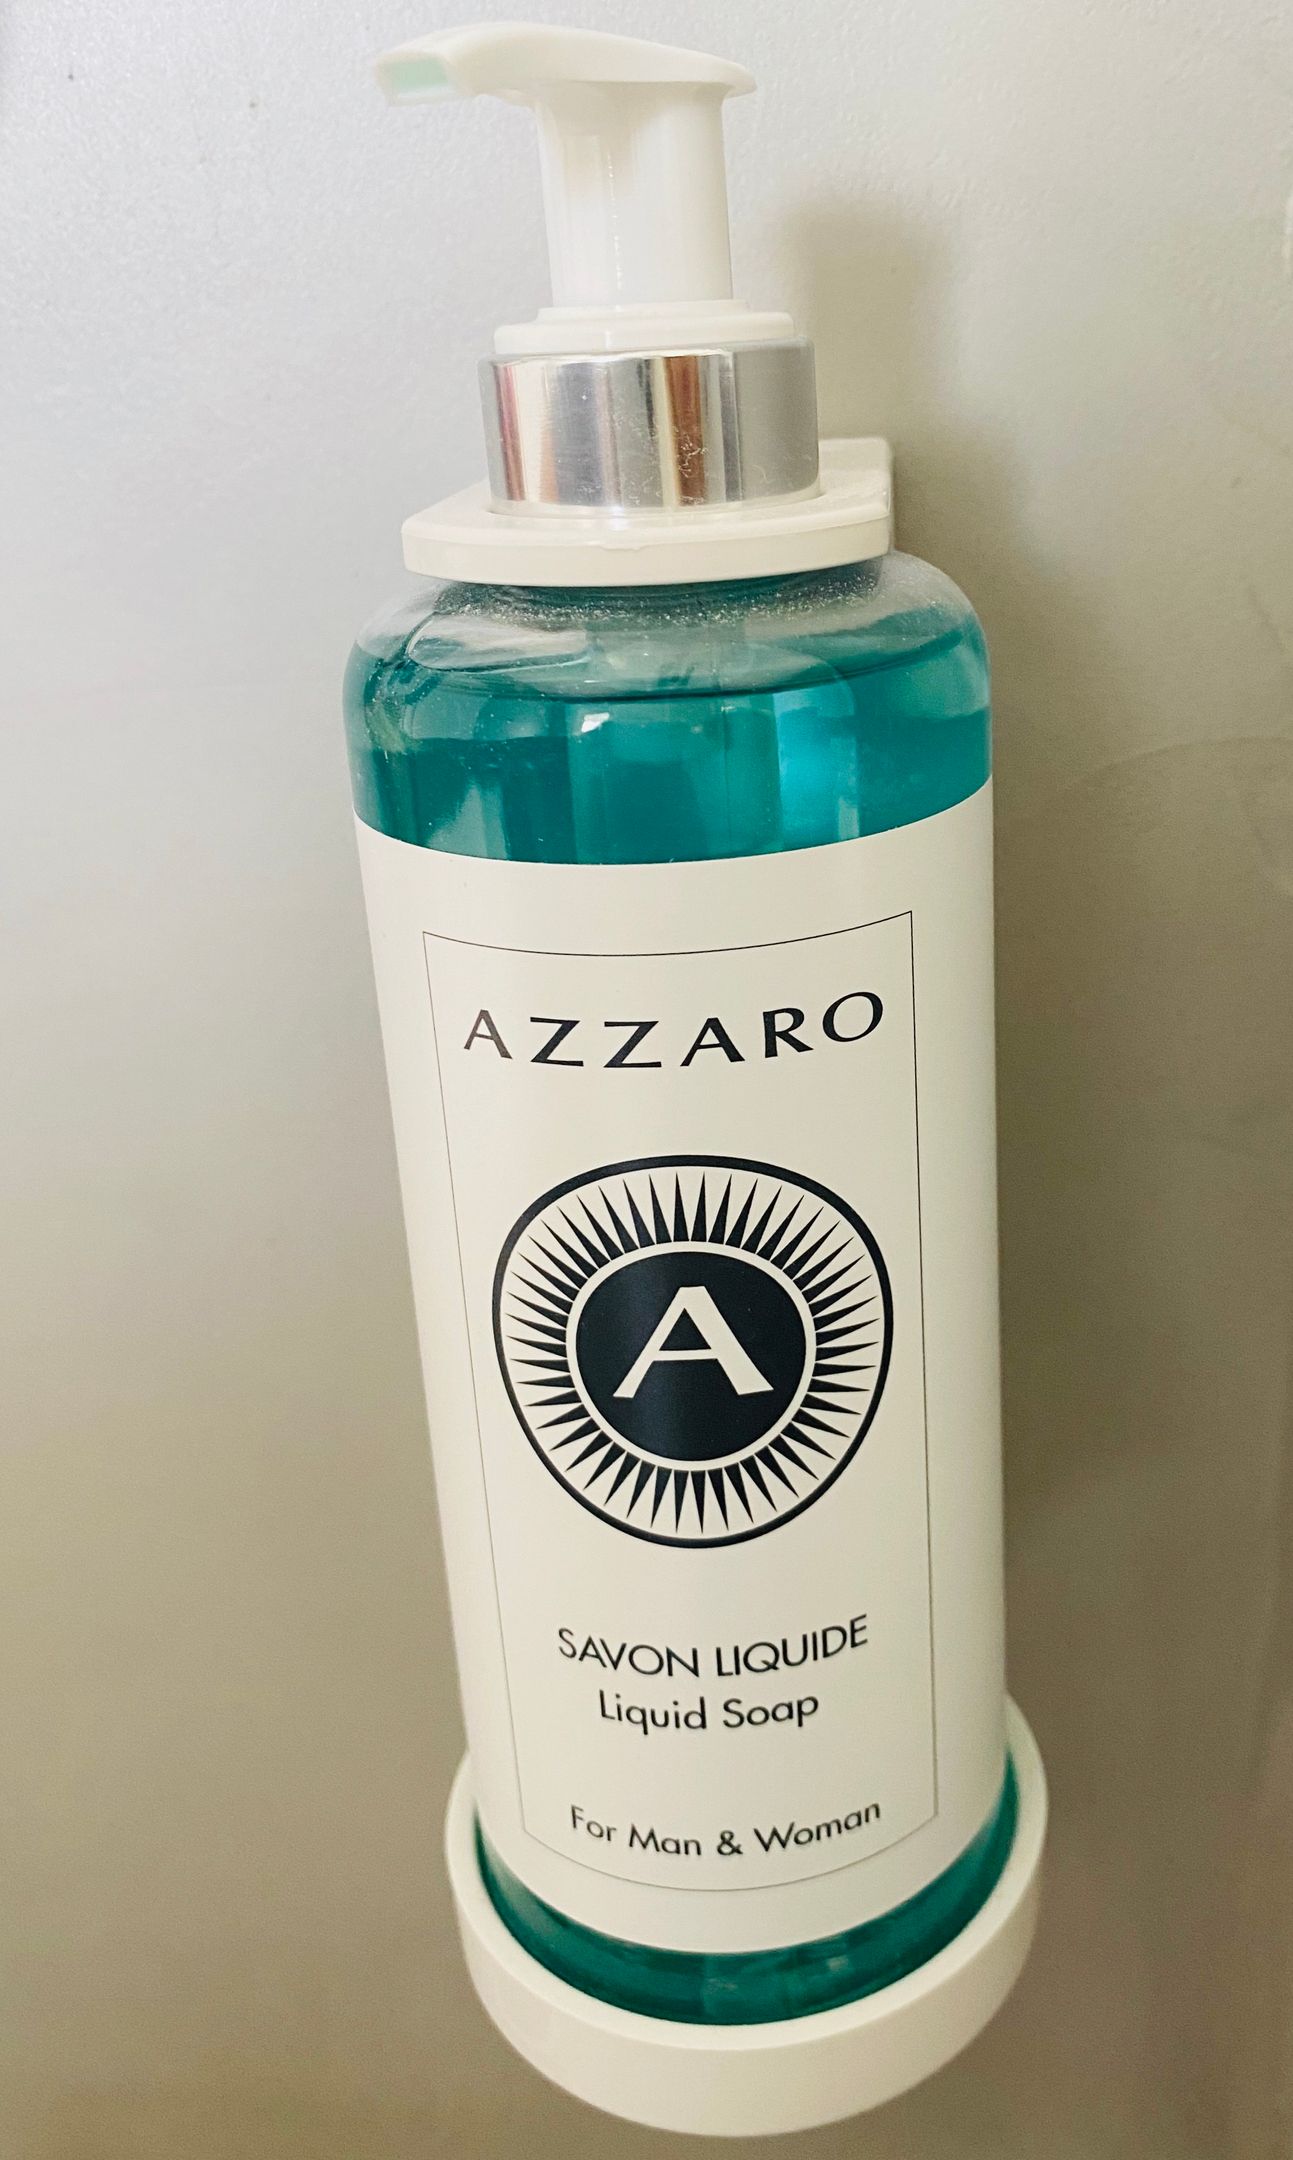 AZZARO
A
SAVON LIQUIDE
Liquid Soap
For Man & Woman